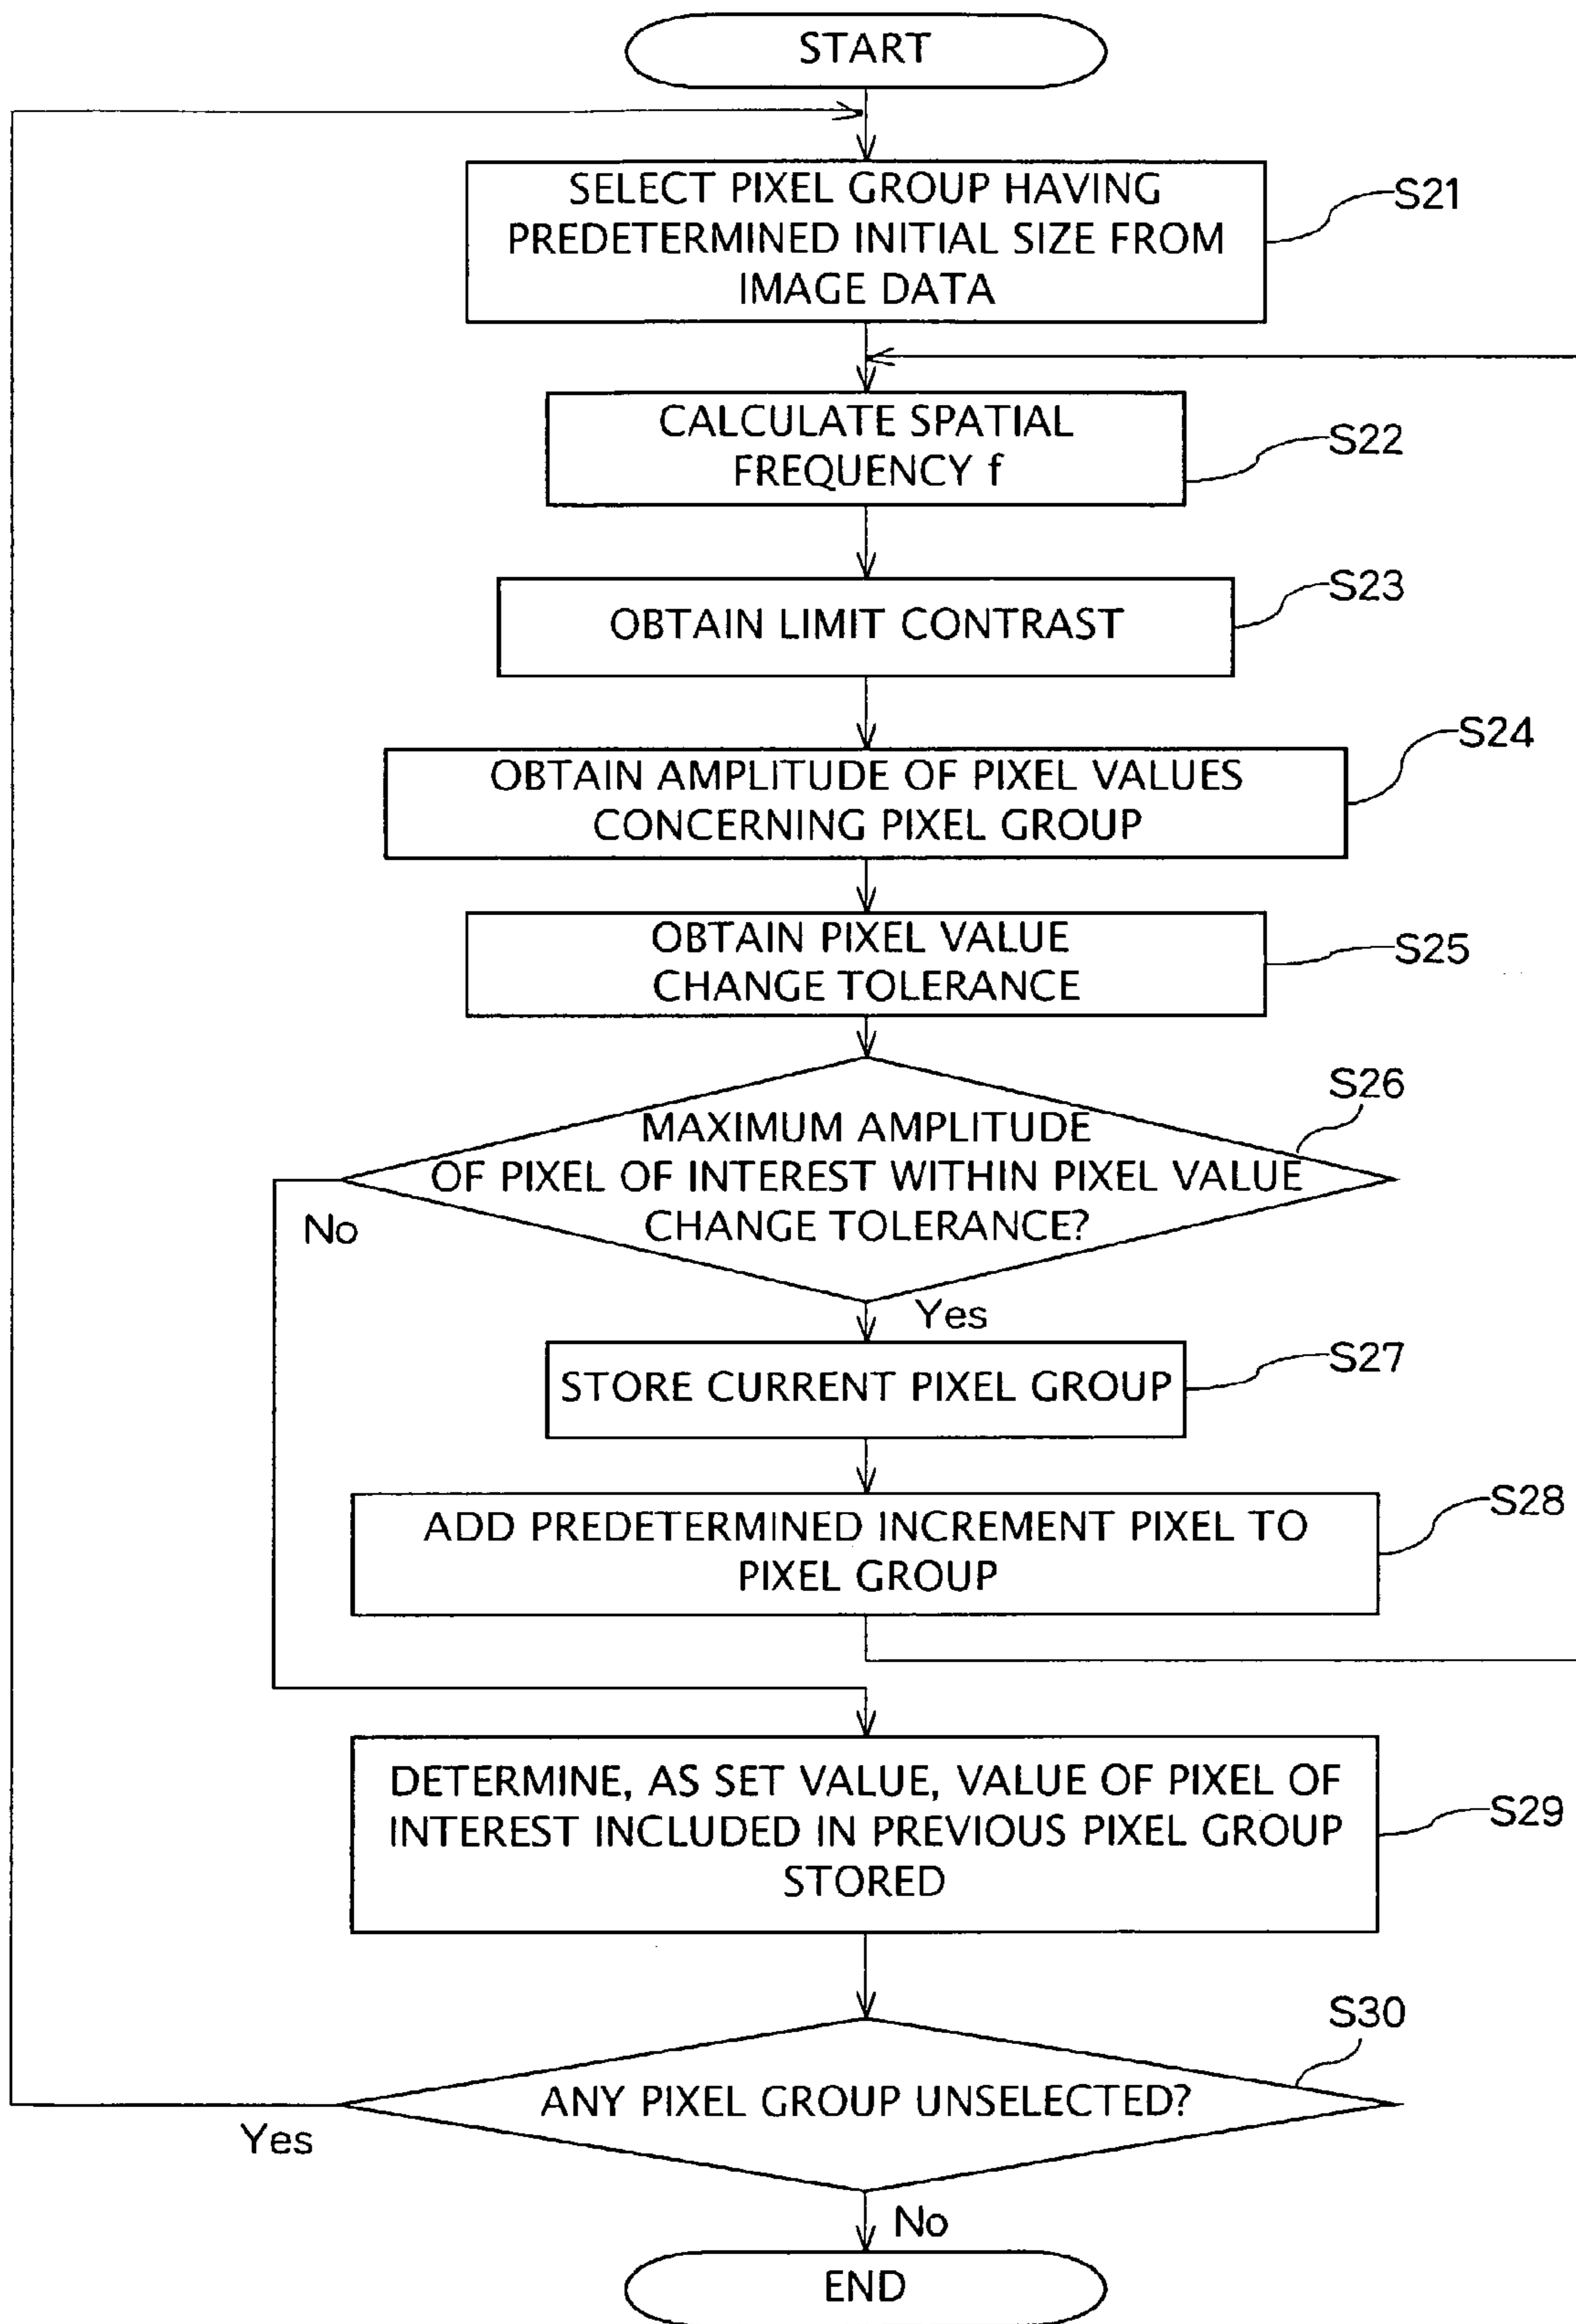 START
SELECT PIXEL GROUP HAVING
PREDETERMINED INITIAL SIZE FROM
IMAGE DATA
S21
CALCULATE SPATIAL
FREQUENCY f
S22
OBTAIN LIMIT CONTRAST
S23
OBTAIN AMPLITUDE OF PIXEL VALUES
CONCERNING PIXEL GROUP
S24
OBTAIN PIXEL VALUE
CHANGE TOLERANCE
S25
MAXIMUM AMPLITUDE
OF PIXEL OF INTEREST WITHIN PIXEL VALUE
CHANGE TOLERANCE?
S26
No
Yes
STORE CURRENT PIXEL GROUP
S27
ADD PREDETERMINED INCREMENT PIXEL TO
PIXEL GROUP
S28
DETERMINE, AS SET VALUE, VALUE OF PIXEL OF
INTEREST INCLUDED IN PREVIOUS PIXEL GROUP
STORED
S29
ANY PIXEL GROUP UNSELECTED?
S30
Yes
No
END